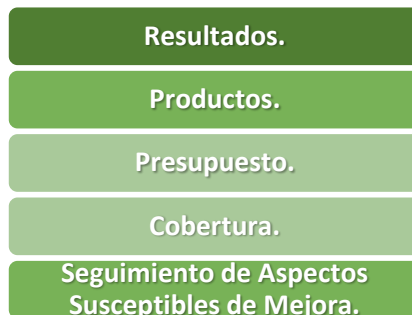 Resultados.
Productos.
Presupuesto.
Cobertura.
Seguimiento de Aspectos
Susceptibles de Mejora.